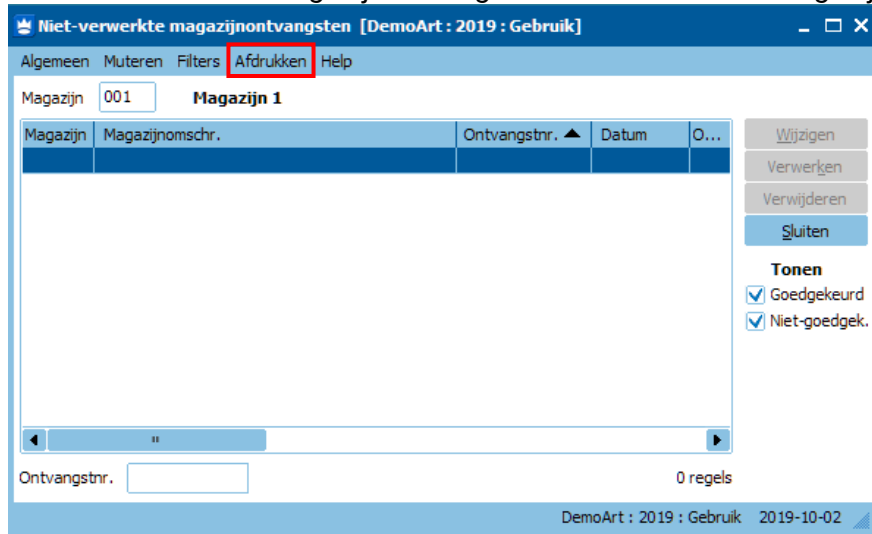 Niet-verwerkte magazijnontvangsten [DemoArt : 2019 : Gebruik]
Algemeen Muteren Filters Afdrukken Help
Magazijn 001 Magazijn 1
Magazijn Magazijnomschr. Ontvangstnr. Datum O...
Wijzigen
Verwerken
Verwijderen
Sluiten
Tonen
Goedgekeurd
Niet-goedgek.
Ontvangstnr. 0 regels
DemoArt : 2019 : Gebruik 2019-10-02